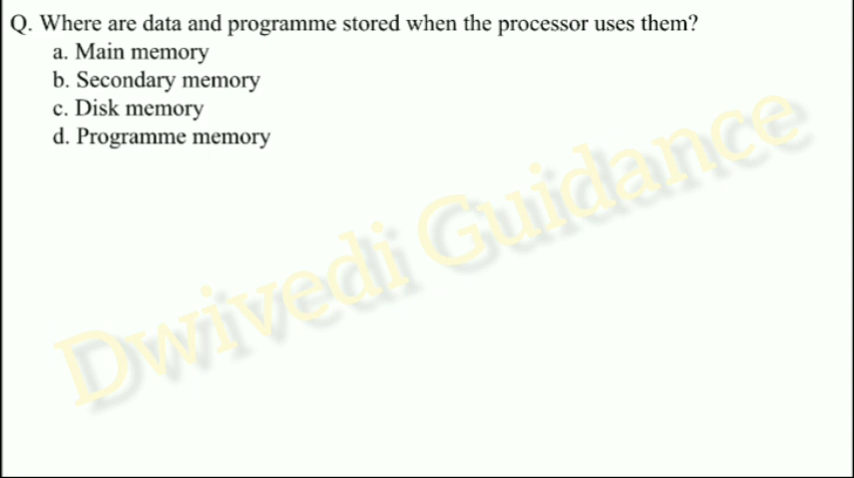 Q. Where are data and programme stored when the processor uses them?
a. Main memory
b. Secondary memory
c. Disk memory
d. Programme memory
Dwivedi Guidance